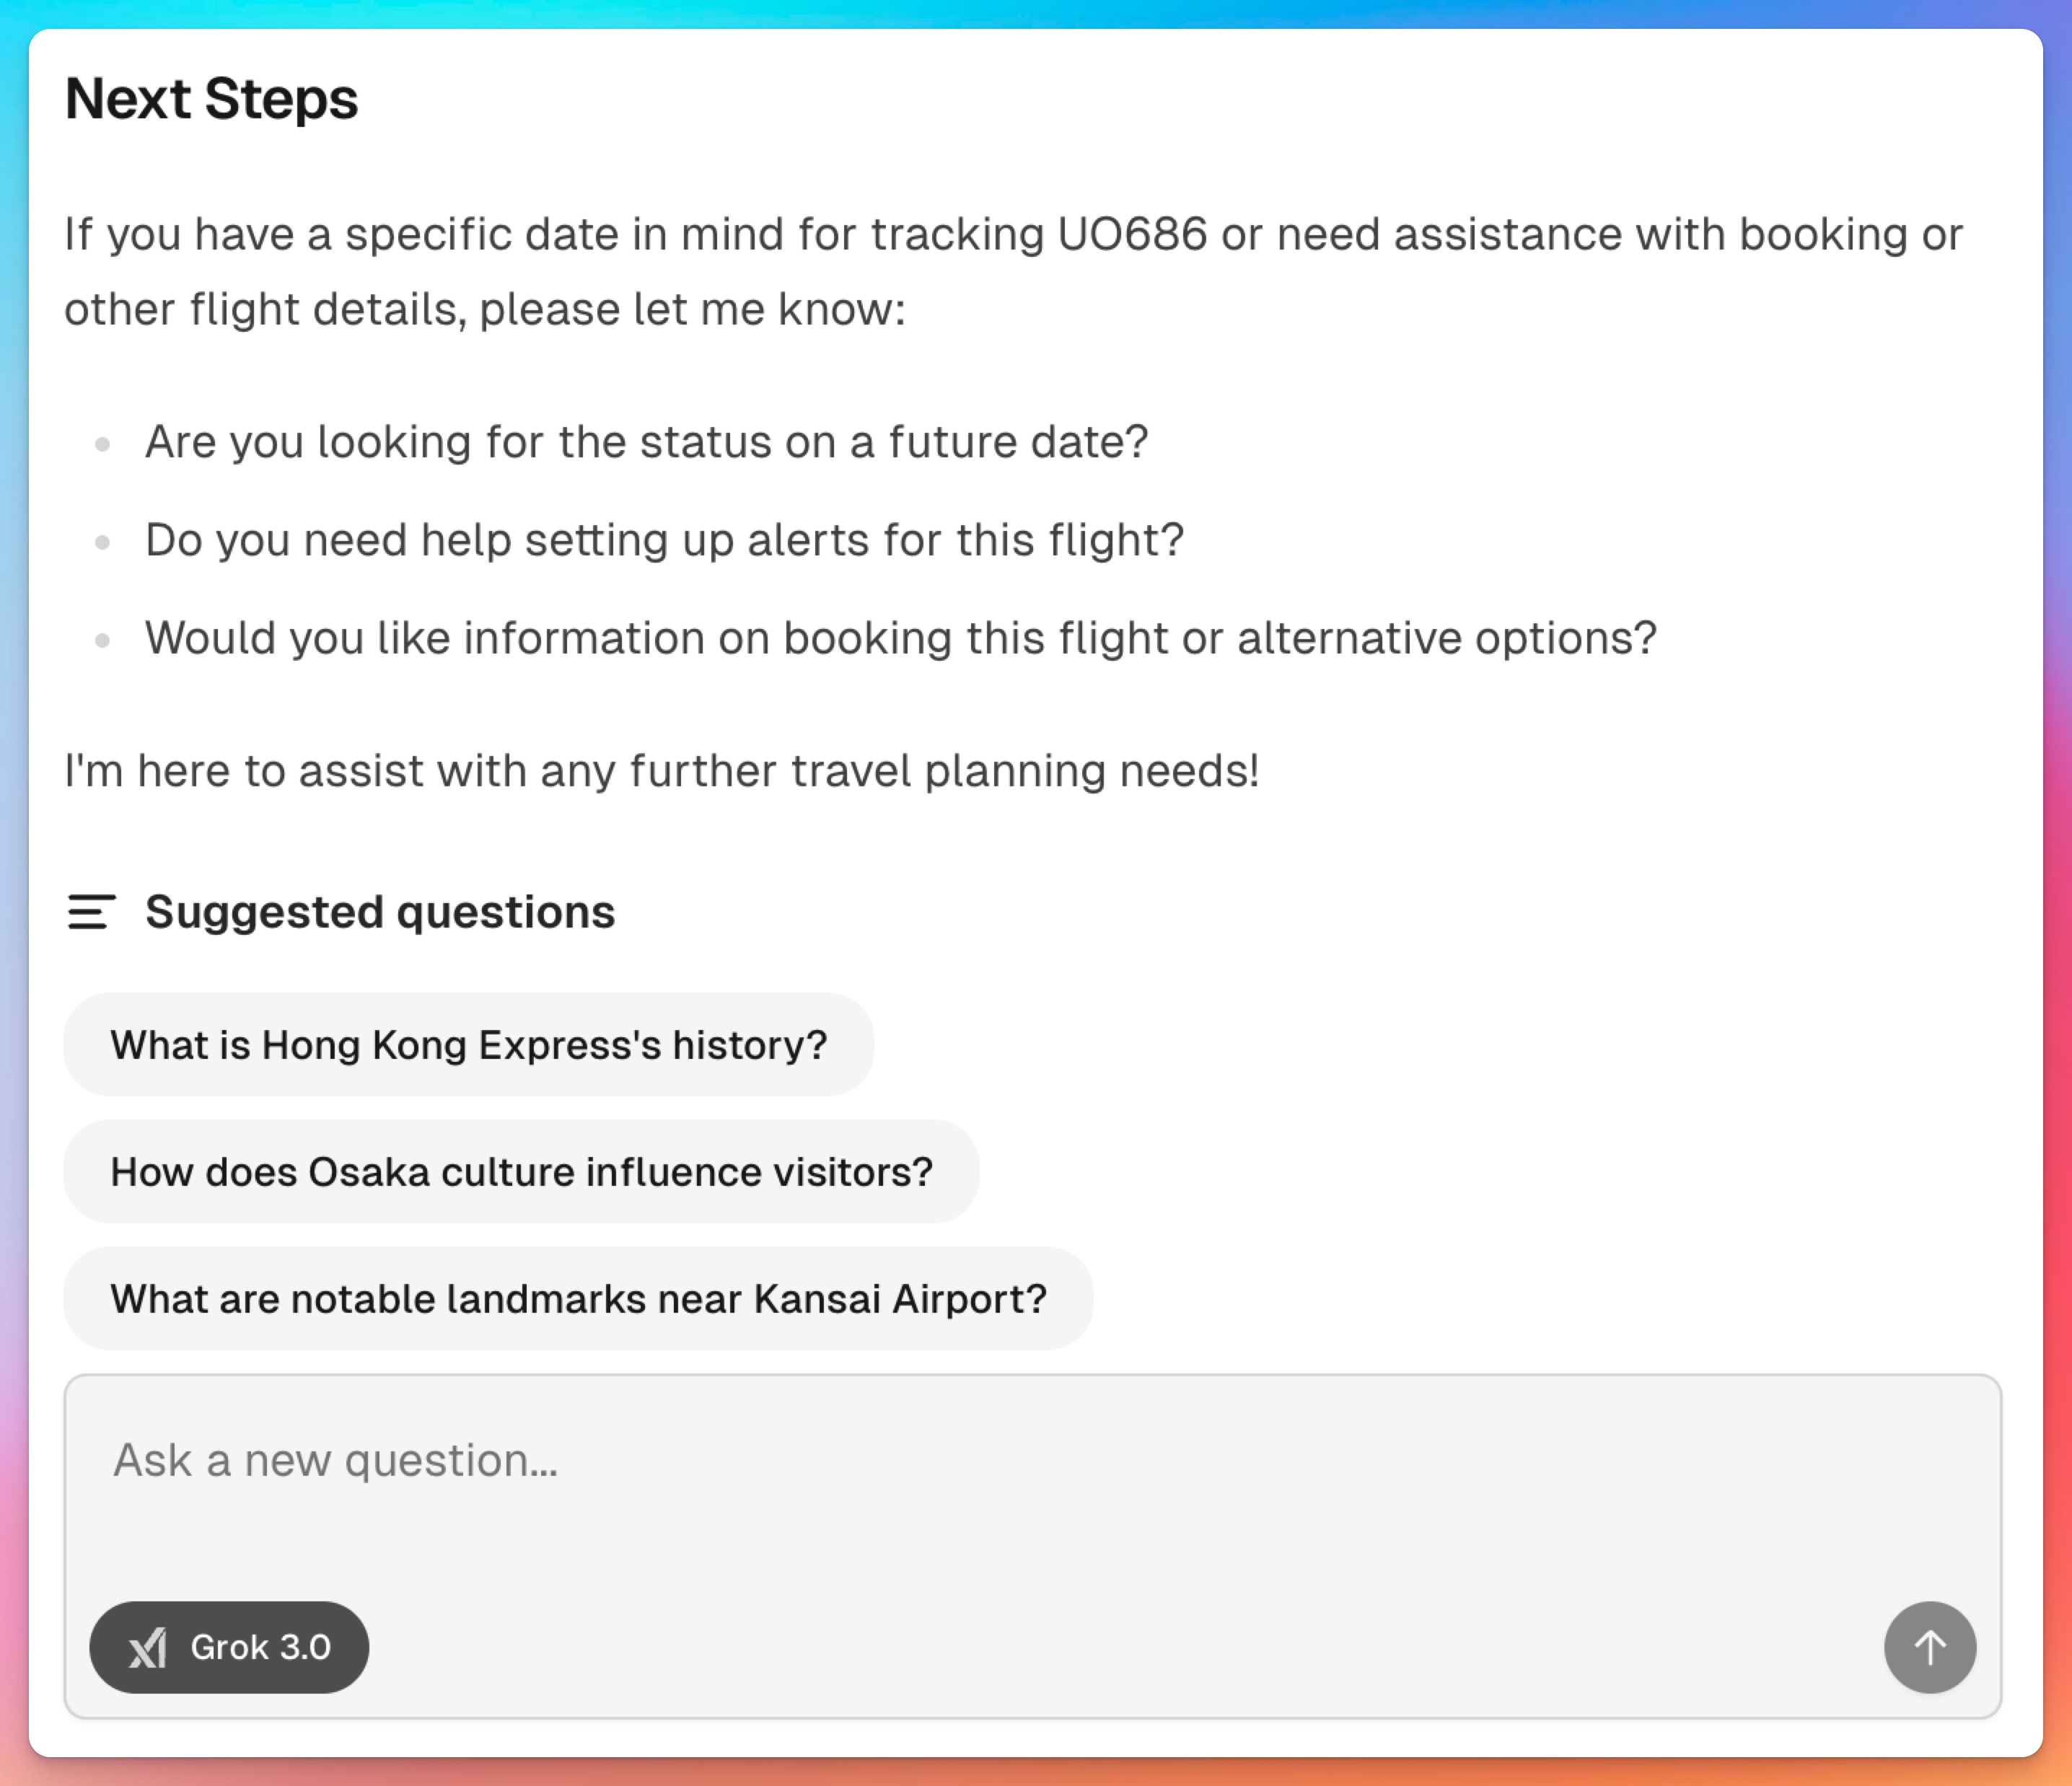 Next Steps
If you have a specific date in mind for tracking UO686 or need assistance with booking or
other flight details, please let me know:
Are you looking for the status on a future date?
Do you need help setting up alerts for this flight?
Would you like information on booking this flight or alternative options?
I'm here to assist with any further travel planning needs!
Suggested questions
What is Hong Kong Express's history?
How does Osaka culture influence visitors?
What are notable landmarks near Kansai Airport?
Ask a new question...
Grok 3.0